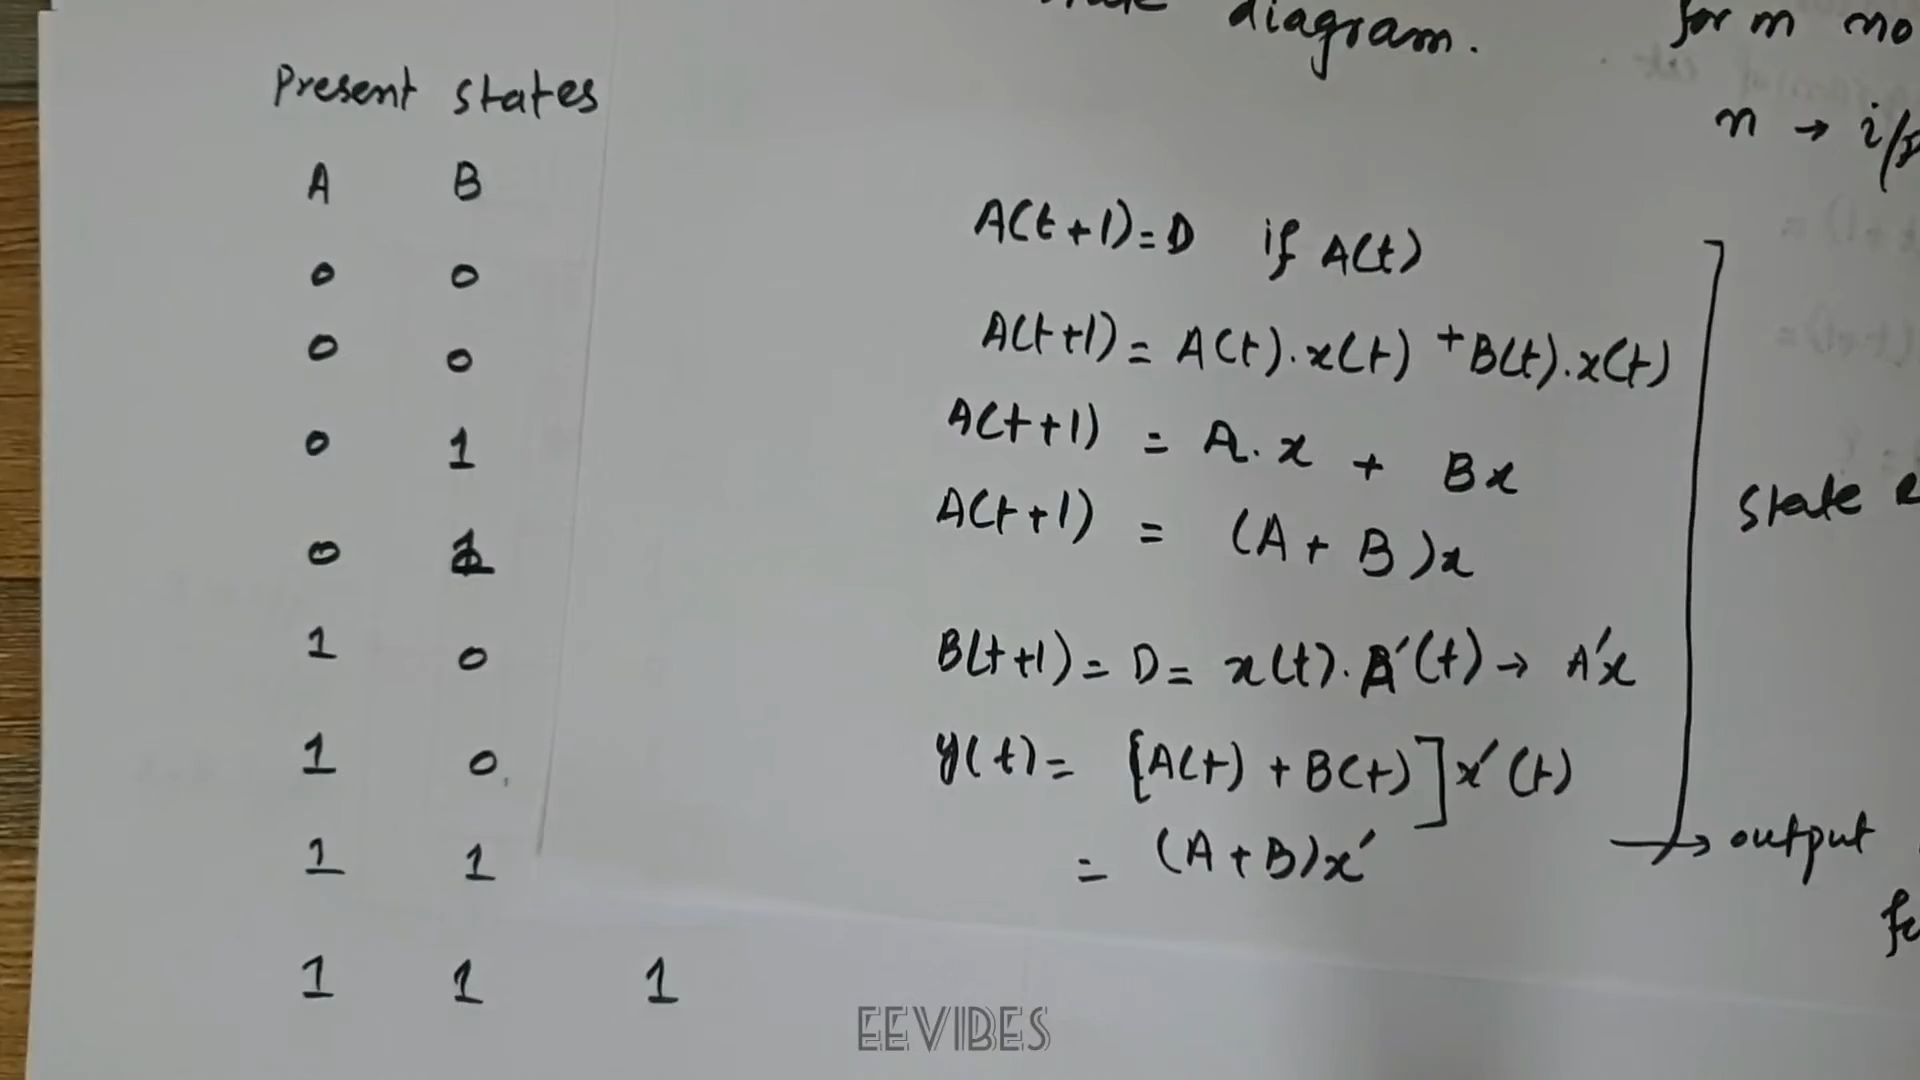 diagram.
for m no
n → i/p
Present states
A B
0 0
0 0
0 1
0 1
1 0
1 0
1 1
1 1 1
A(t+1)=D if A(t)
A(t+1) = A(t).x(t) + B(t).x(t)
A(t+1) = A.x + Bx
A(t+1) = (A+B)x
B(t+1) = D = x(t).A'(t) → A'x
y(t) = [A(t) + B(t)]x'(t)
= (A+B)x'
State
→ output
EEVIBES